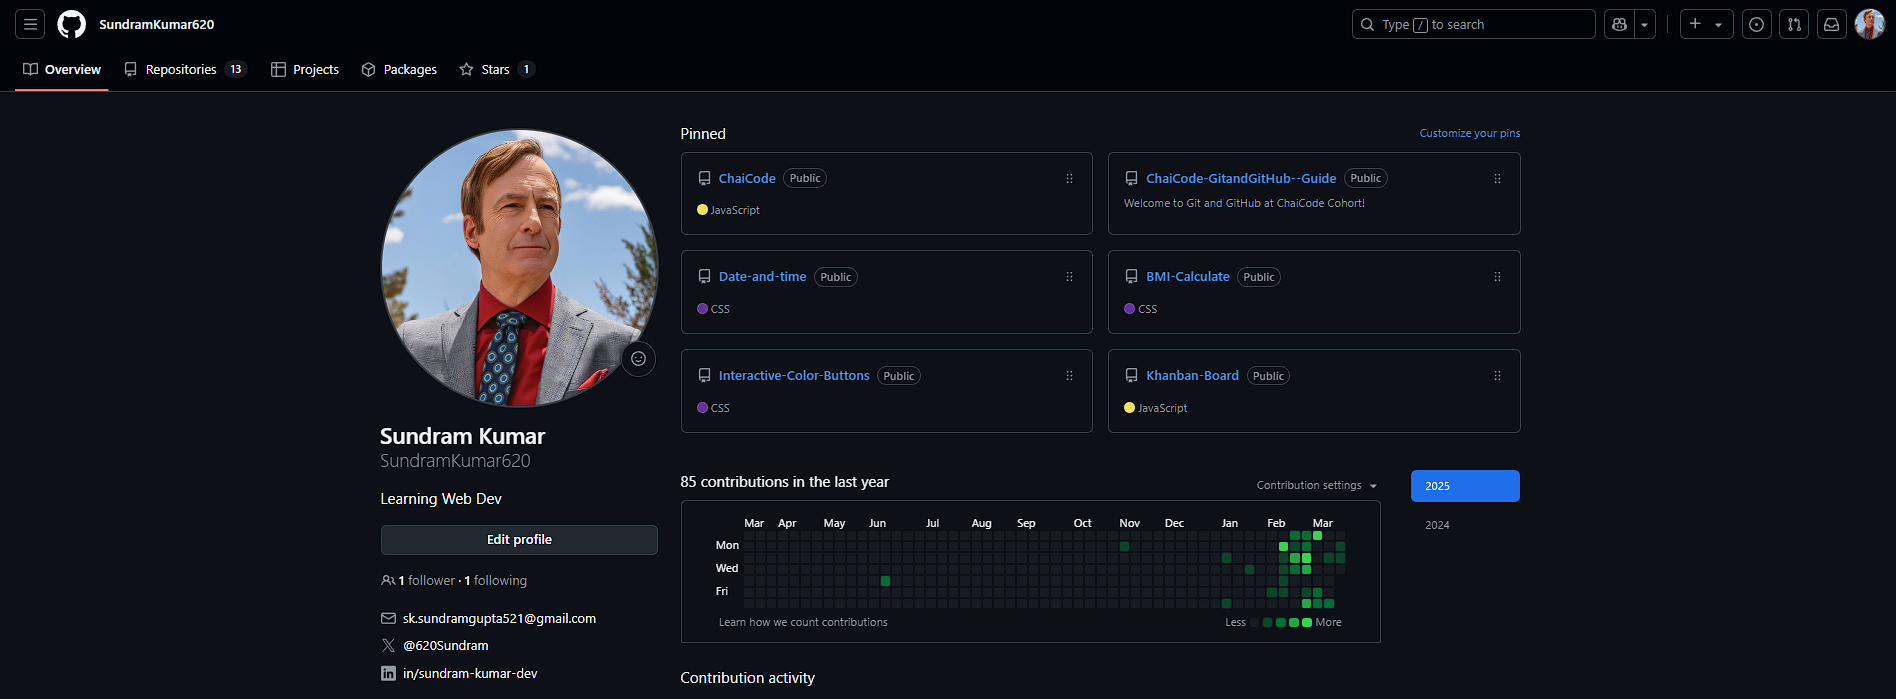 SundramKumar620
Type / to search
Overview
Repositories 13
Projects
Packages
Stars 1
Sundram Kumar
SundramKumar620
Learning Web Dev
Edit profile
1 follower · 1 following
sk.sundramgupta521@gmail.com
@620Sundram
in/sundram-kumar-dev
Pinned
Customize your pins
ChaiCode Public
JavaScript
ChaiCode-GitandGitHub--Guide Public
Welcome to Git and GitHub at ChaiCode Cohort!
Date-and-time Public
CSS
BMI-Calculate Public
CSS
Interactive-Color-Buttons Public
CSS
Khanban-Board Public
JavaScript
85 contributions in the last year
Contribution settings
2025
2024
Mar Apr May Jun Jul Aug Sep Oct Nov Dec Jan Feb Mar
Mon
Wed
Fri
Learn how we count contributions
Less More
Contribution activity